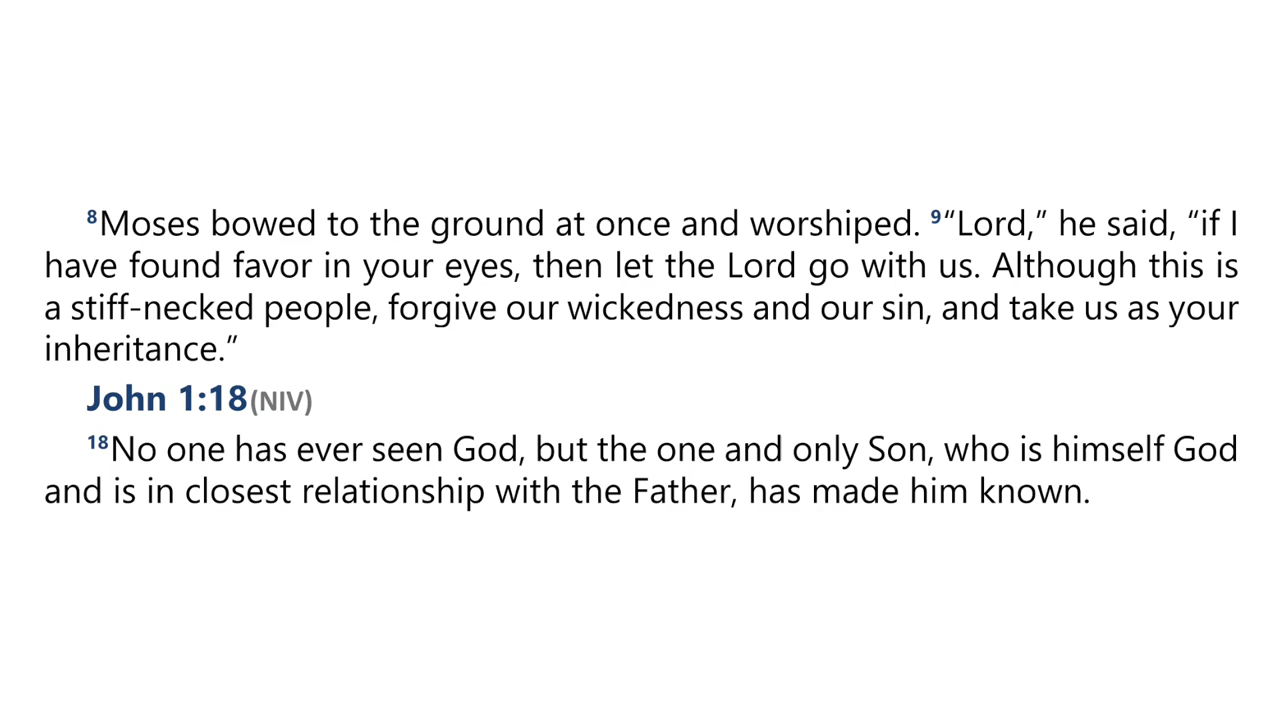 ⁸Moses bowed to the ground at once and worshiped. ⁹“Lord,” he said, “if I
have found favor in your eyes, then let the Lord go with us. Although this is
a stiff-necked people, forgive our wickedness and our sin, and take us as your
inheritance.”
John 1:18(NIV)
¹⁸No one has ever seen God, but the one and only Son, who is himself God
and is in closest relationship with the Father, has made him known.